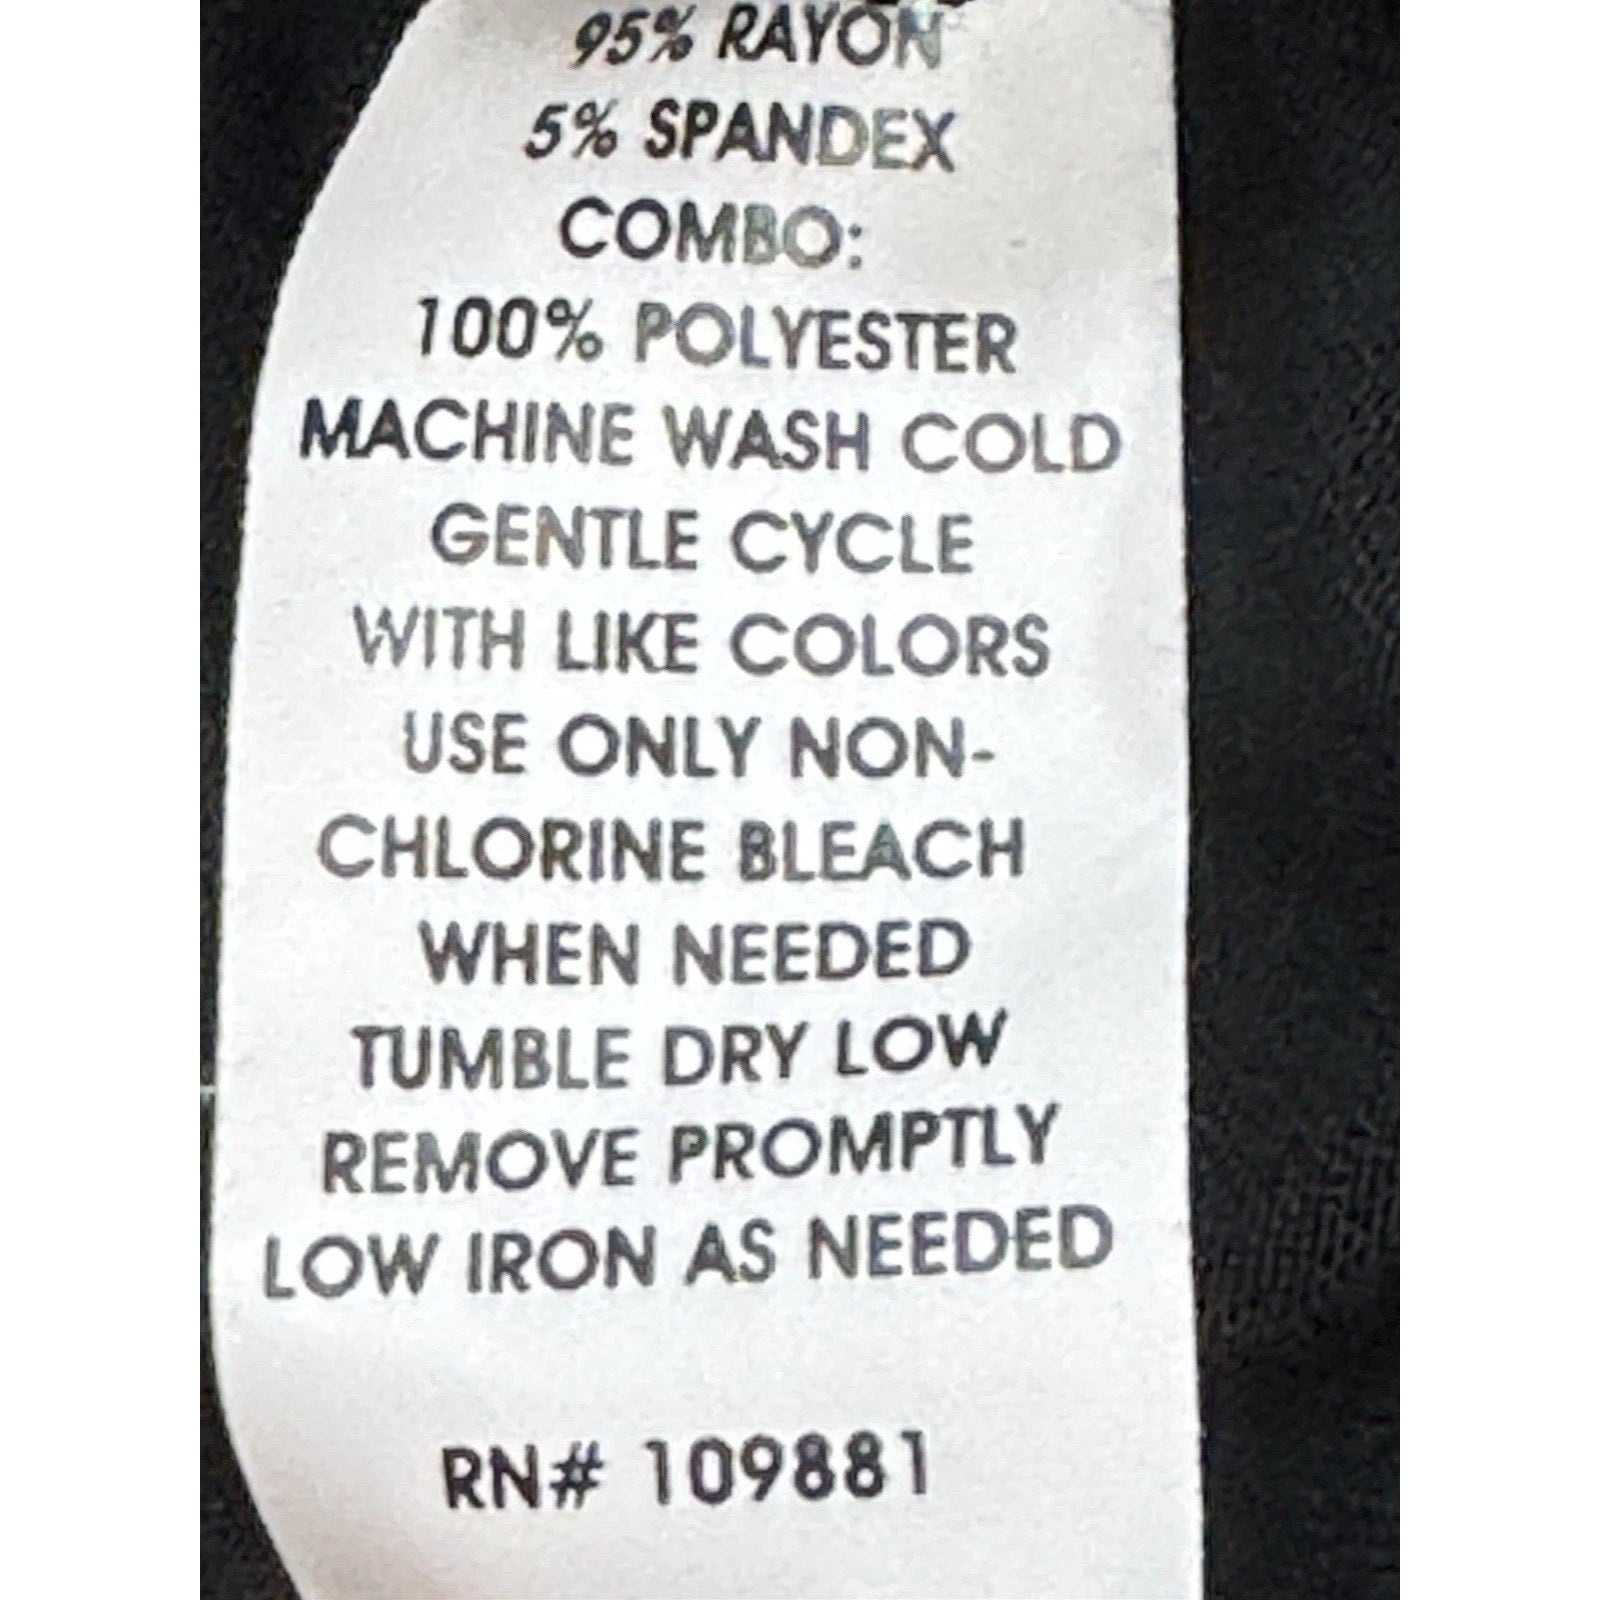 95% RAYON
5% SPANDEX
COMBO:
100% POLYESTER
MACHINE WASH COLD
GENTLE CYCLE
WITH LIKE COLORS
USE ONLY NON-
CHLORINE BLEACH
WHEN NEEDED
TUMBLE DRY LOW
REMOVE PROMPTLY
LOW IRON AS NEEDED
RN# 109881